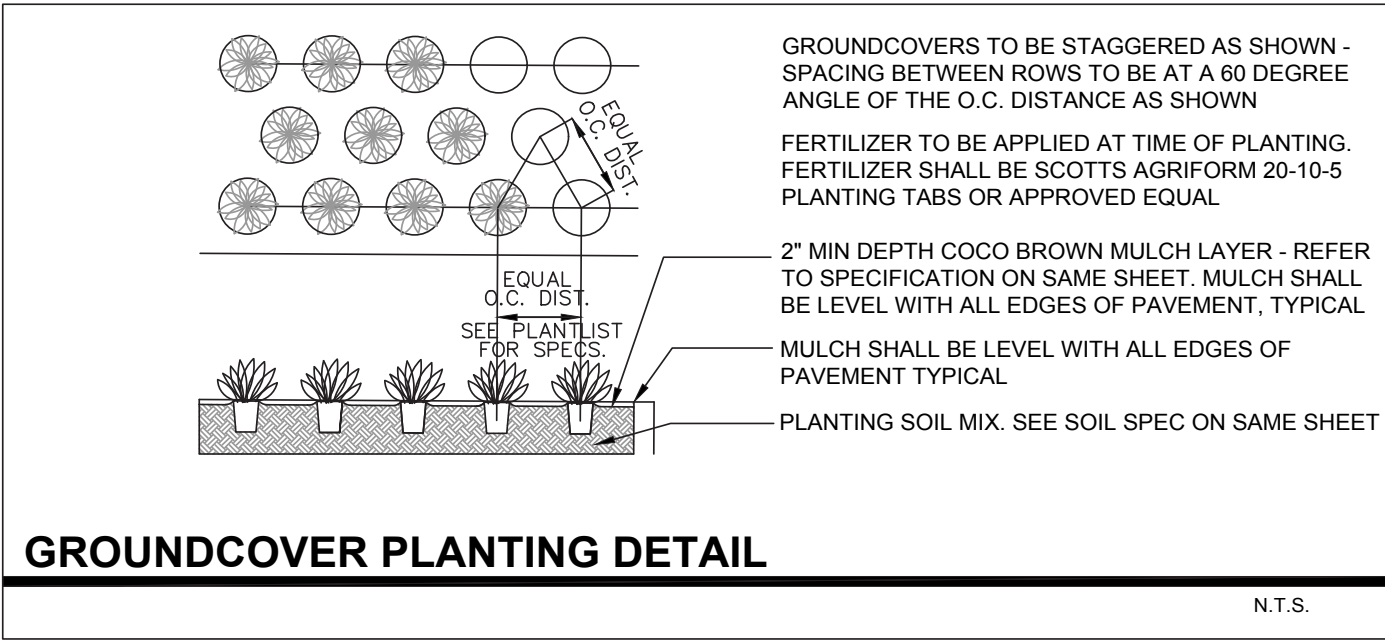 GROUNDCOVERS TO BE STAGGERED AS SHOWN -
SPACING BETWEEN ROWS TO BE AT A 60 DEGREE
ANGLE OF THE O.C. DISTANCE AS SHOWN
EQUAL
O.C. DIST.
FERTILIZER TO BE APPLIED AT TIME OF PLANTING.
FERTILIZER SHALL BE SCOTTS AGRIFORM 20-10-5
PLANTING TABS OR APPROVED EQUAL
2" MIN DEPTH COCO BROWN MULCH LAYER - REFER
TO SPECIFICATION ON SAME SHEET. MULCH SHALL
BE LEVEL WITH ALL EDGES OF PAVEMENT, TYPICAL
EQUAL
O.C. DIST.
SEE PLANTLIST
FOR SPECS.
MULCH SHALL BE LEVEL WITH ALL EDGES OF
PAVEMENT TYPICAL
PLANTING SOIL MIX. SEE SOIL SPEC ON SAME SHEET
GROUNDCOVER PLANTING DETAIL
N.T.S.